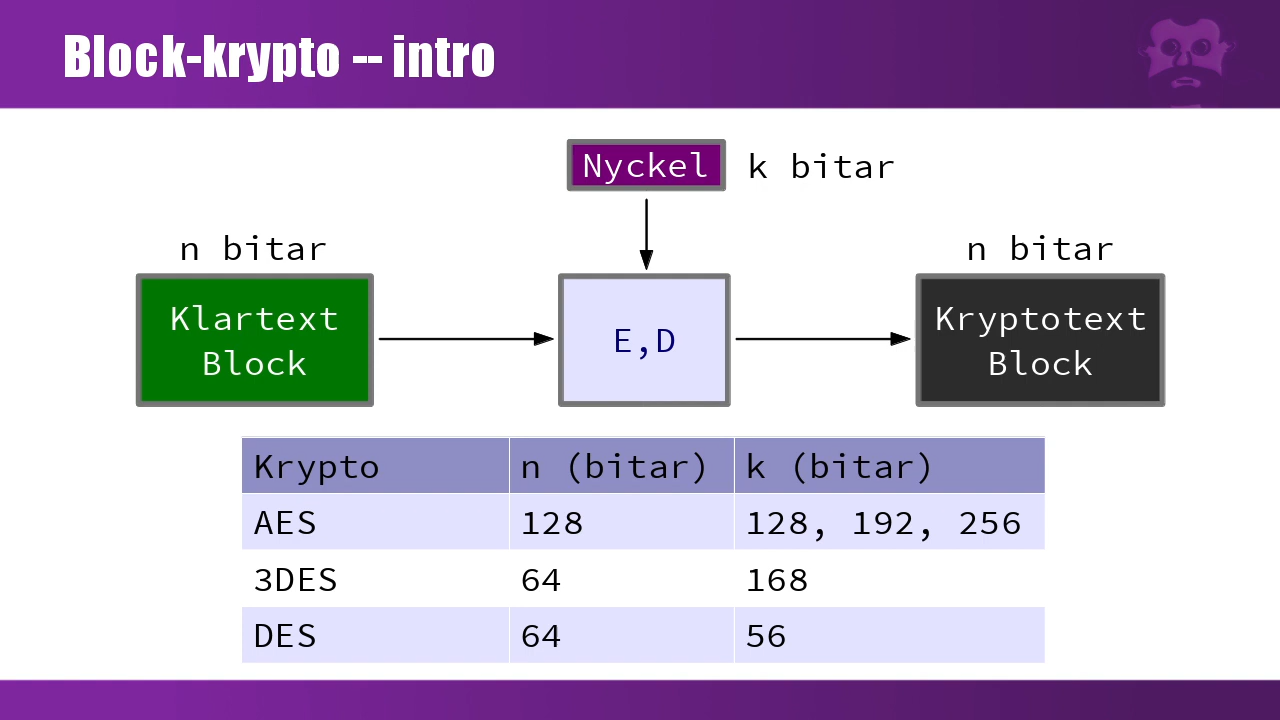 Block-krypto -- intro
Nyckel k bitar
n bitar
n bitar
Klartext
Block
E,D
Kryptotext
Block
Krypto n (bitar) k (bitar)
AES 128 128, 192, 256
3DES 64 168
DES 64 56